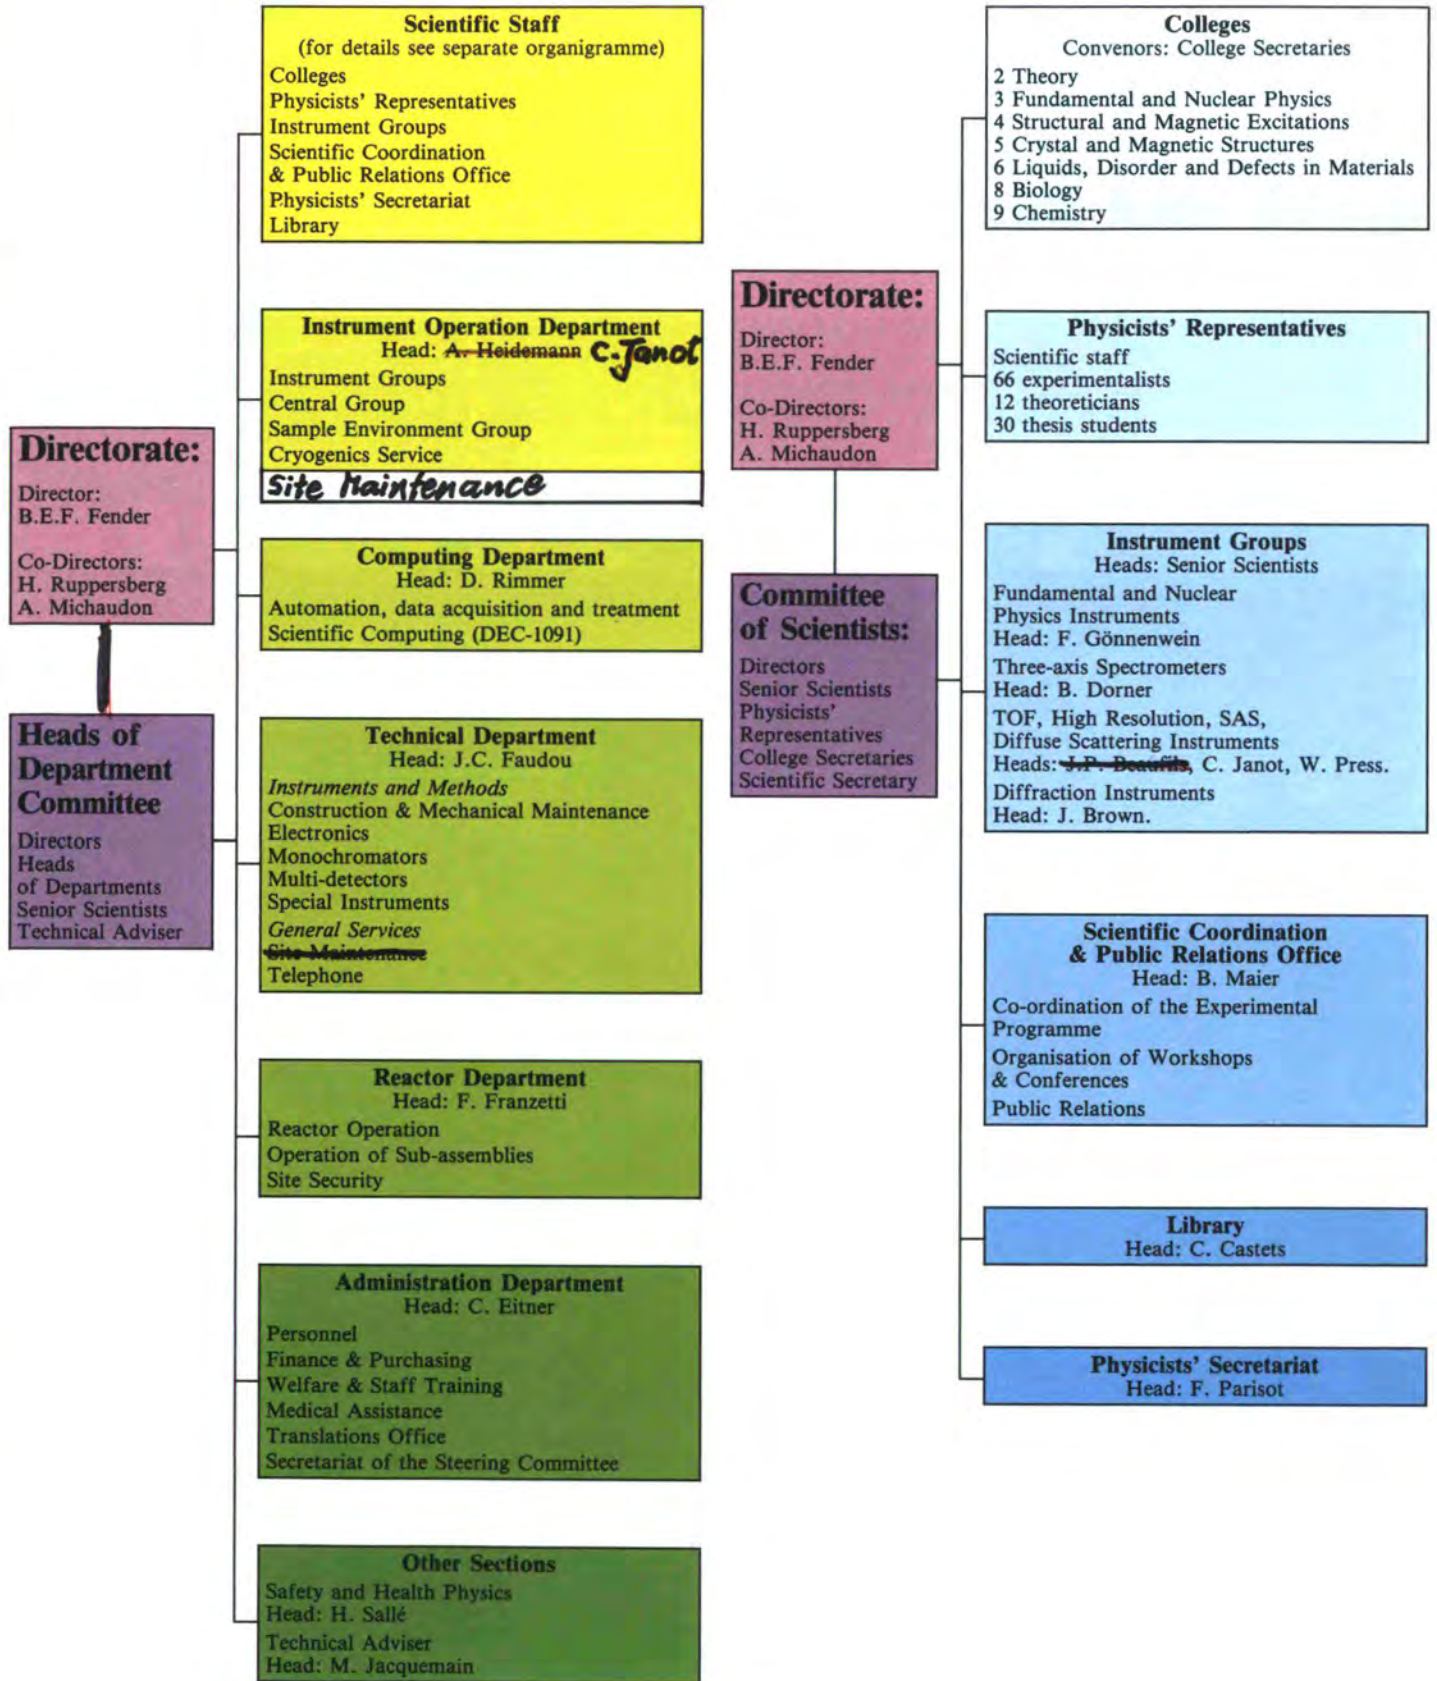 Directorate:
Director:
B.E.F. Fender
Co-Directors:
H. Ruppersberg
A. Michaudon
Heads of
Department
Committee
Directors
Heads
of Departments
Senior Scientists
Technical Adviser
Scientific Staff
(for details see separate organigramme)
Colleges
Physicists' Representatives
Instrument Groups
Scientific Coordination
& Public Relations Office
Physicists' Secretariat
Library
Instrument Operation Department
Head: A. Heidemann C. Janot
Instrument Groups
Central Group
Sample Environment Group
Cryogenics Service
Site Maintenance
Computing Department
Head: D. Rimmer
Automation, data acquisition and treatment
Scientific Computing (DEC-1091)
Technical Department
Head: J.C. Faudou
Instruments and Methods
Construction & Mechanical Maintenance
Electronics
Monochromators
Multi-detectors
Special Instruments
General Services
Site Maintenance
Telephone
Reactor Department
Head: F. Franzetti
Reactor Operation
Operation of Sub-assemblies
Site Security
Administration Department
Head: C. Eitner
Personnel
Finance & Purchasing
Welfare & Staff Training
Medical Assistance
Translations Office
Secretariat of the Steering Committee
Other Sections
Safety and Health Physics
Head: H. Sallé
Technical Adviser
Head: M. Jacquemain
Directorate:
Director:
B.E.F. Fender
Co-Directors:
H. Ruppersberg
A. Michaudon
Committee
of Scientists:
Directors
Senior Scientists
Physicists'
Representatives
College Secretaries
Scientific Secretary
Colleges
Convenors: College Secretaries
2 Theory
3 Fundamental and Nuclear Physics
4 Structural and Magnetic Excitations
5 Crystal and Magnetic Structures
6 Liquids, Disorder and Defects in Materials
8 Biology
9 Chemistry
Physicists' Representatives
Scientific staff
66 experimentalists
12 theoreticians
30 thesis students
Instrument Groups
Heads: Senior Scientists
Fundamental and Nuclear
Physics Instruments
Head: F. Gönnenwein
Three-axis Spectrometers
Head: B. Dorner
TOF, High Resolution, SAS,
Diffuse Scattering Instruments
Heads: J.P. Beaufils, C. Janot, W. Press.
Diffraction Instruments
Head: J. Brown.
Scientific Coordination
& Public Relations Office
Head: B. Maier
Co-ordination of the Experimental
Programme
Organisation of Workshops
& Conferences
Public Relations
Library
Head: C. Castets
Physicists' Secretariat
Head: F. Parisot